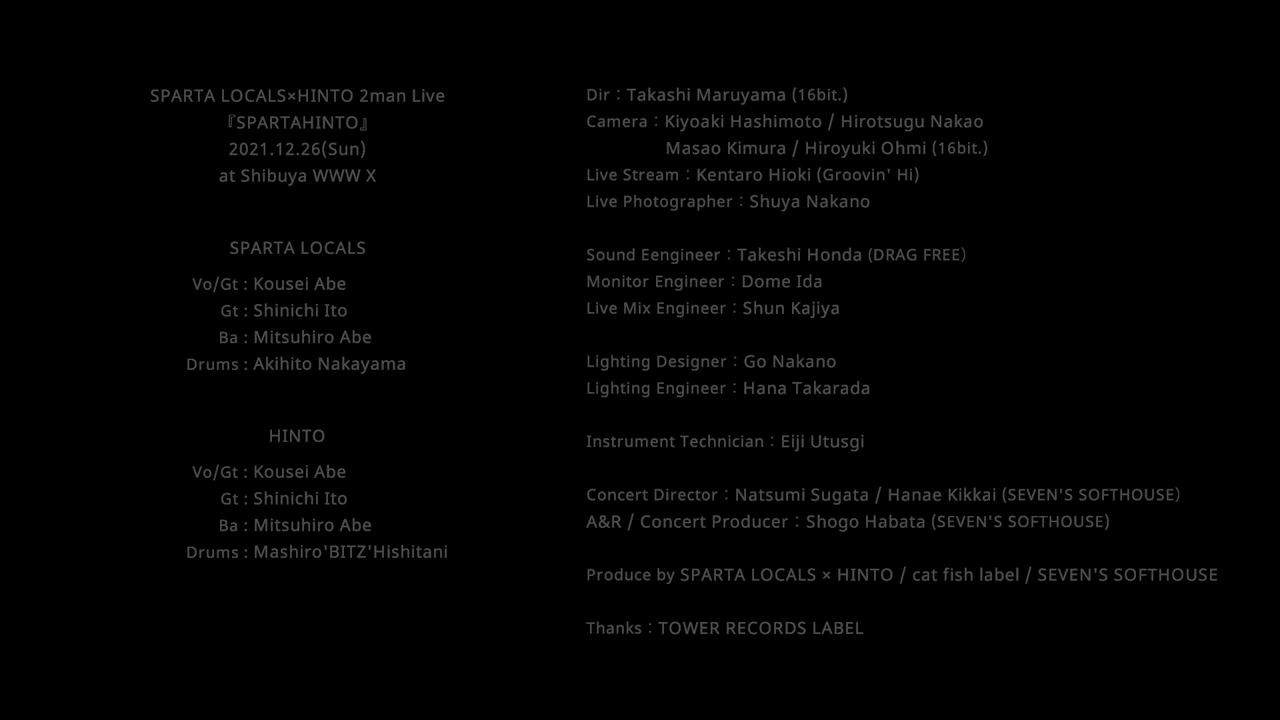 SPARTA LOCALS×HINTO 2man Live
『SPARTAHINTO』
2021.12.26(Sun)
at Shibuya WWW X
SPARTA LOCALS
Vo/Gt : Kousei Abe
Gt : Shinichi Ito
Ba : Mitsuhiro Abe
Drums : Akihito Nakayama
HINTO
Vo/Gt : Kousei Abe
Gt : Shinichi Ito
Ba : Mitsuhiro Abe
Drums : Mashiro'BITZ'Hishitani
Dir：Takashi Maruyama (16bit.)
Camera：Kiyoaki Hashimoto / Hirotsugu Nakao
Masao Kimura / Hiroyuki Ohmi (16bit.)
Live Stream：Kentaro Hioki (Groovin' Hi)
Live Photographer：Shuya Nakano
Sound Eengineer：Takeshi Honda (DRAG FREE）
Monitor Engineer：Dome Ida
Live Mix Engineer：Shun Kajiya
Lighting Designer：Go Nakano
Lighting Engineer：Hana Takarada
Instrument Technician：Eiji Utusgi
Concert Director：Natsumi Sugata / Hanae Kikkai (SEVEN'S SOFTHOUSE）
A&R / Concert Producer：Shogo Habata (SEVEN'S SOFTHOUSE)
Produce by SPARTA LOCALS × HINTO / cat fish label / SEVEN'S SOFTHOUSE
Thanks：TOWER RECORDS LABEL